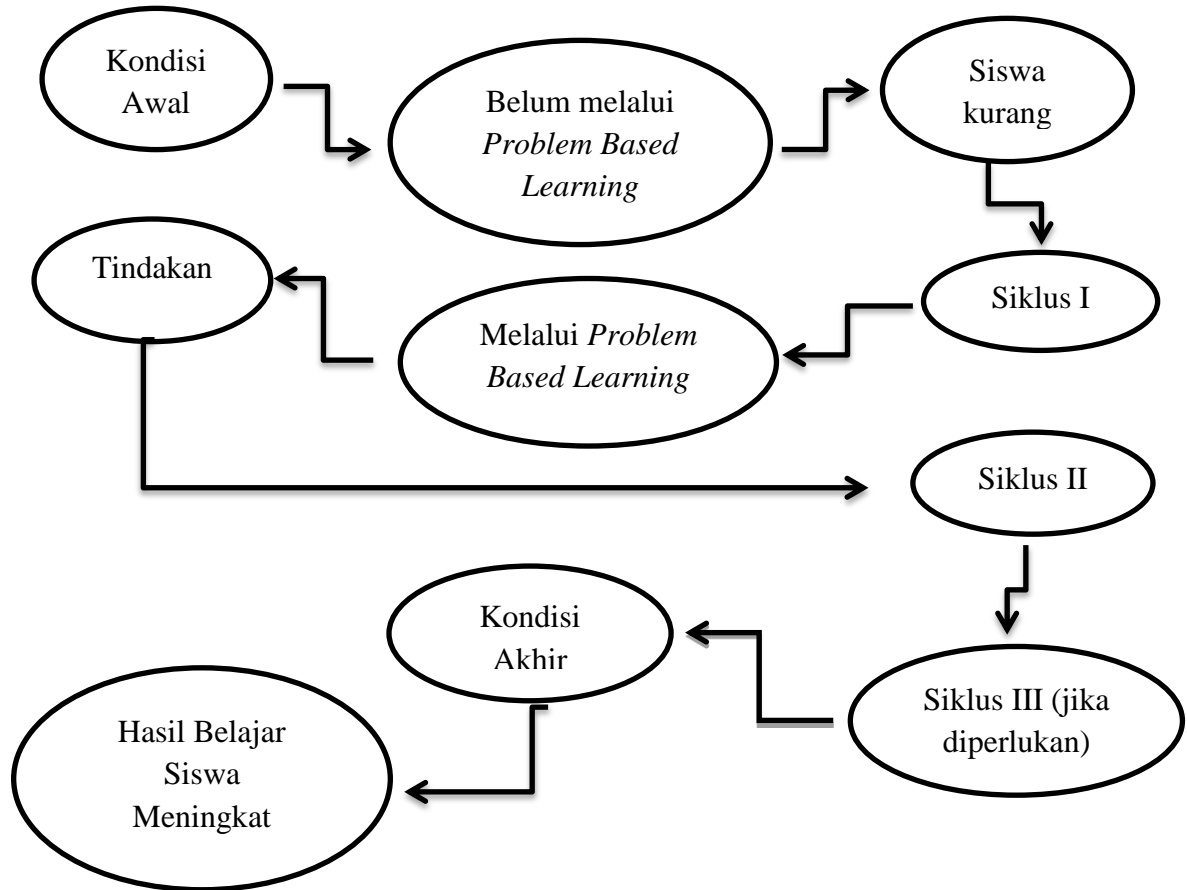 Kondisi
Awal
Belum melalui
Problem Based
Learning
Siswa
kurang
Siklus I
Melalui Problem
Based Learning
Tindakan
Siklus II
Siklus III (jika
diperlukan)
Kondisi
Akhir
Hasil Belajar
Siswa
Meningkat